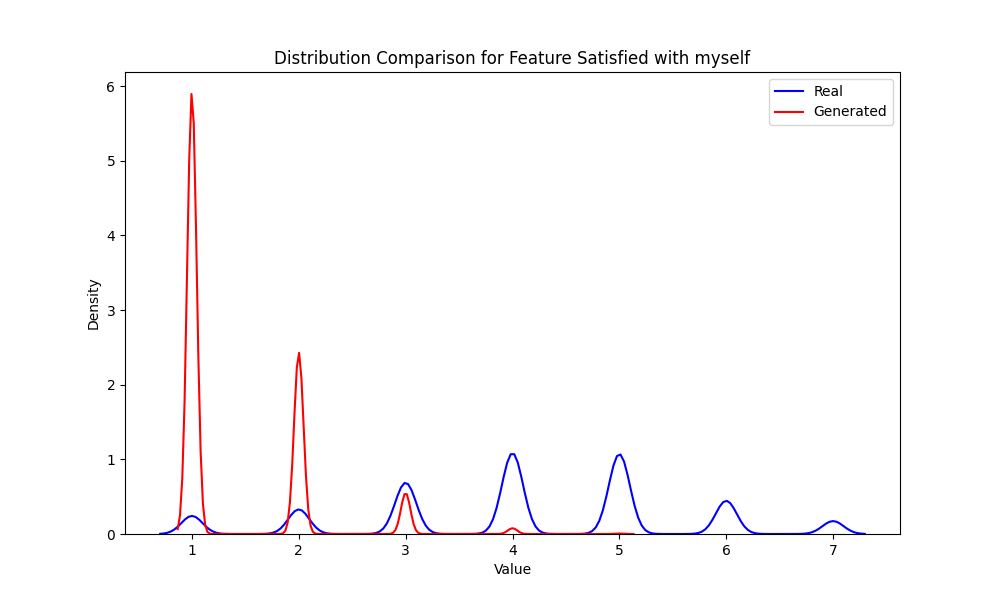 Distribution Comparison for Feature Satisfied with myself
Real
Generated
6
5
4
3
2
1
0
Density
1 2 3 4 5 6 7
Value